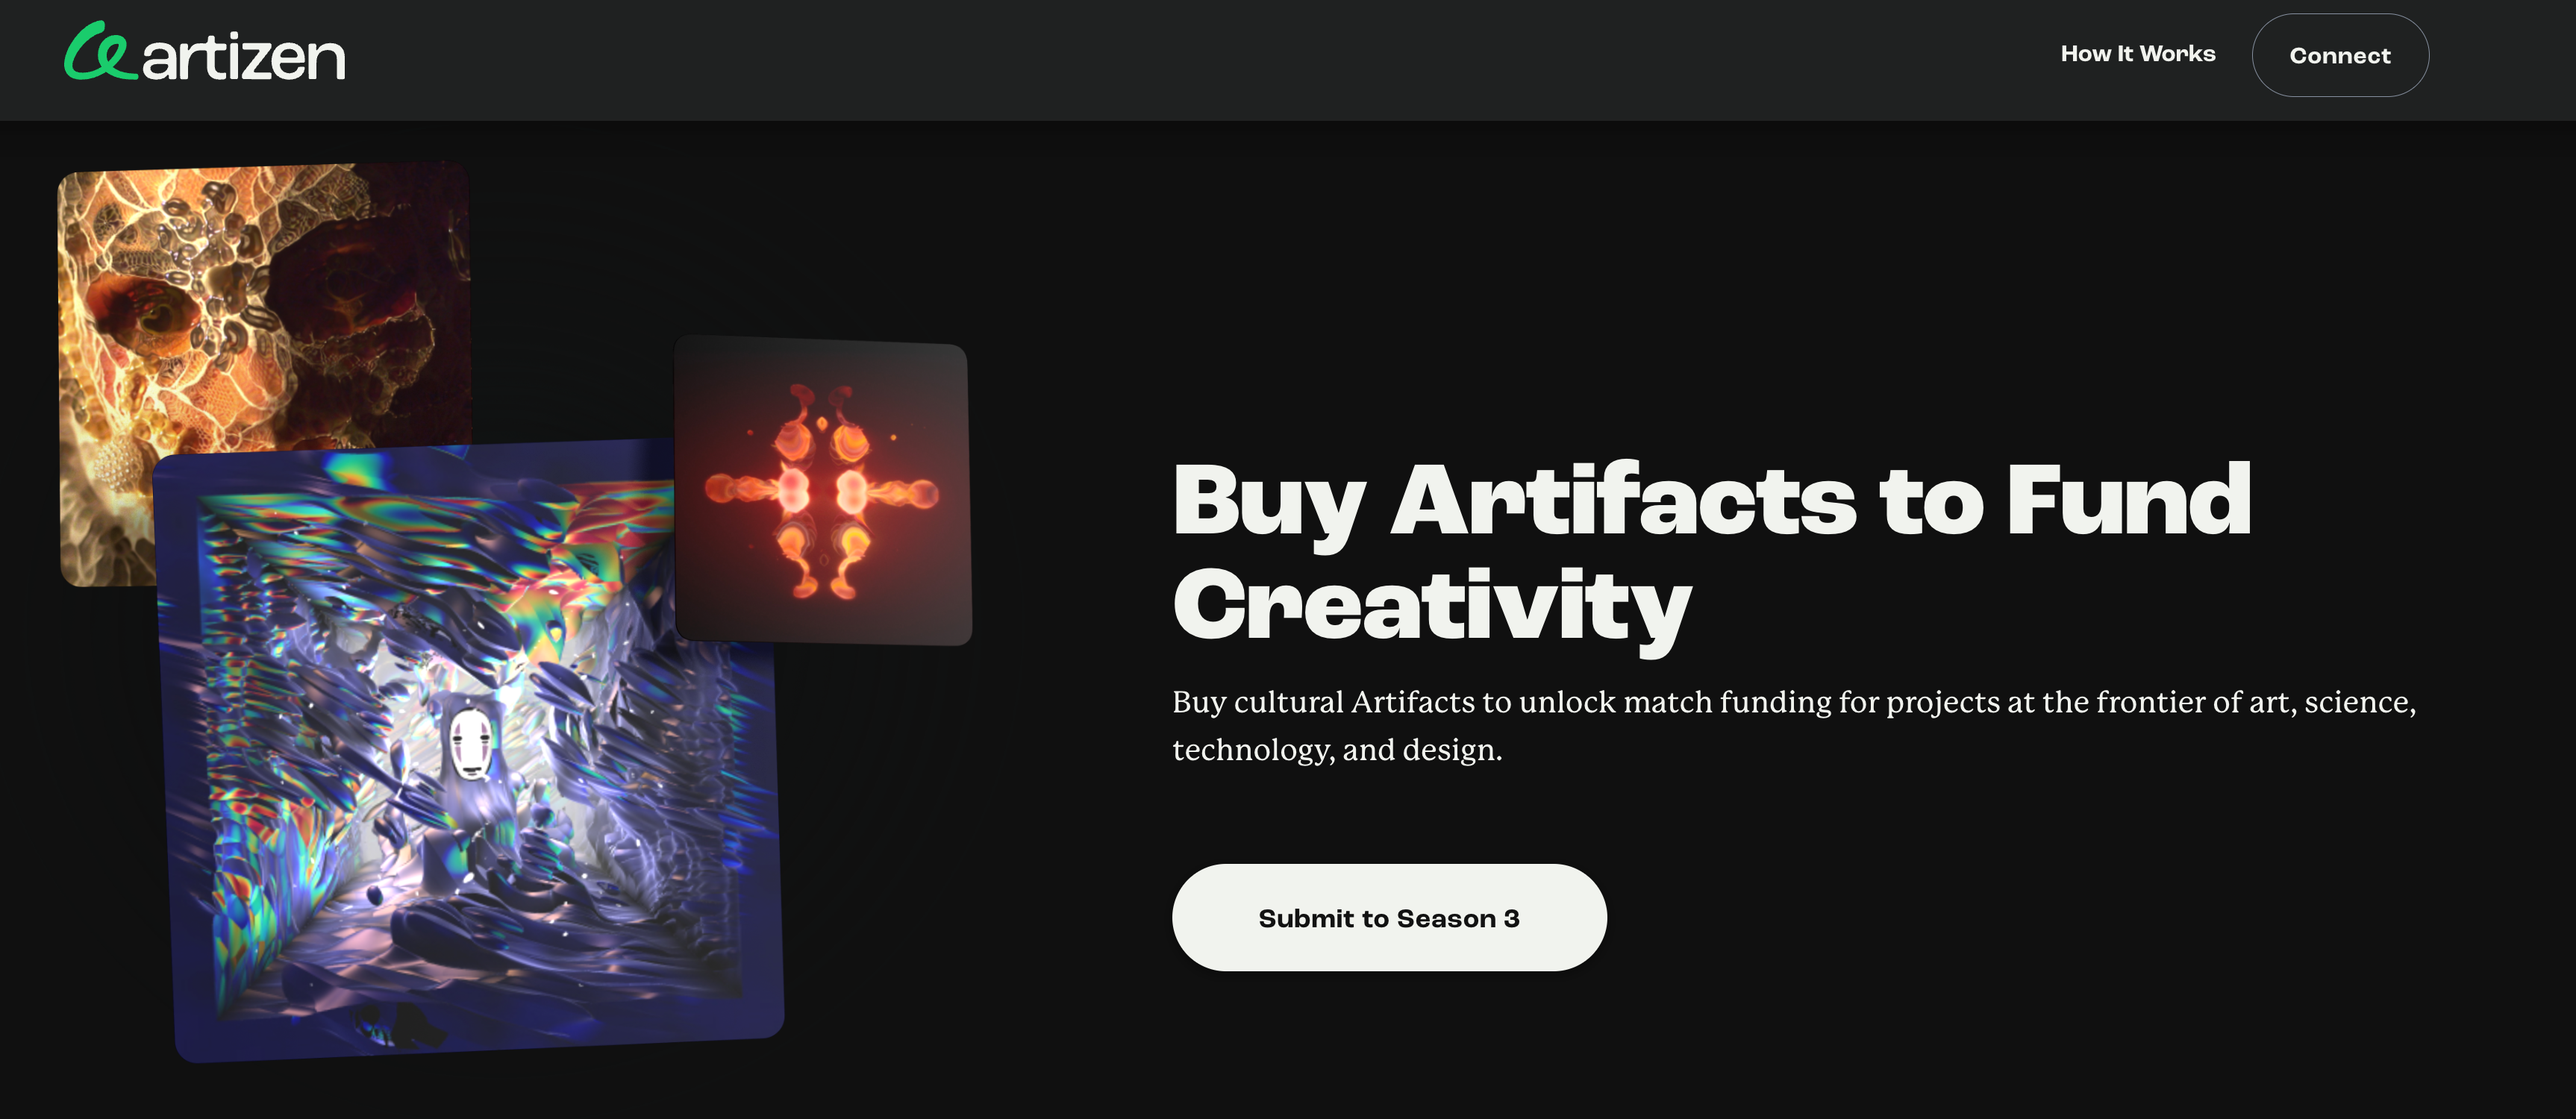 artizen
How It Works
Connect
Buy Artifacts to Fund
Creativity
Buy cultural Artifacts to unlock match funding for projects at the frontier of art, science,
technology, and design.
Submit to Season 3